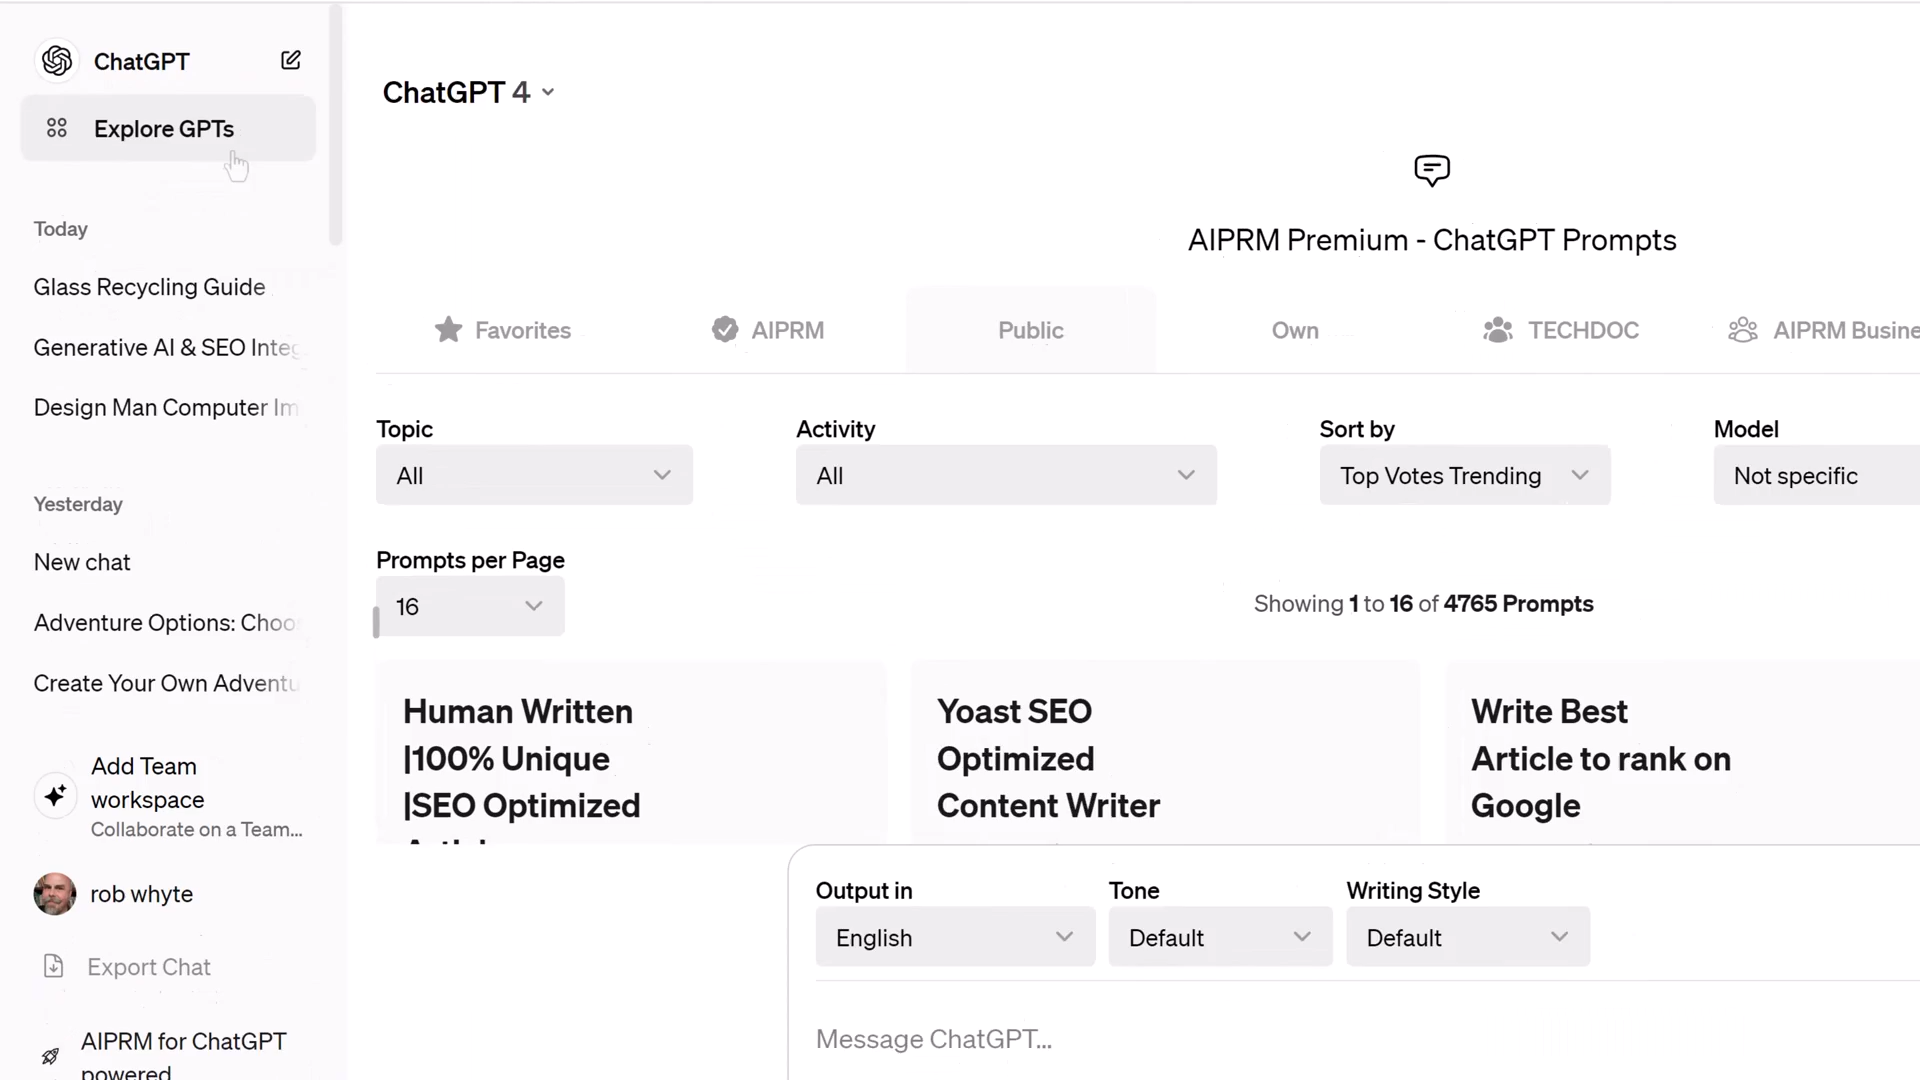 ChatGPT
Explore GPTs
Today
Glass Recycling Guide
Generative AI & SEO Integ
Design Man Computer Im
Yesterday
New chat
Adventure Options: Choos
Create Your Own Adventu
Add Team
workspace
Collaborate on a Team...
rob whyte
Export Chat
AIPRM for ChatGPT
powered
ChatGPT 4
AIPRM Premium - ChatGPT Prompts
Favorites
AIPRM
Public
Own
TECHDOC
AIPRM Busine
Topic
All
Activity
All
Sort by
Top Votes Trending
Model
Not specific
Prompts per Page
16
Showing 1 to 16 of 4765 Prompts
Human Written
|100% Unique
|SEO Optimized
Yoast SEO
Optimized
Content Writer
Write Best
Article to rank on
Google
Output in
English
Tone
Default
Writing Style
Default
Message ChatGPT...